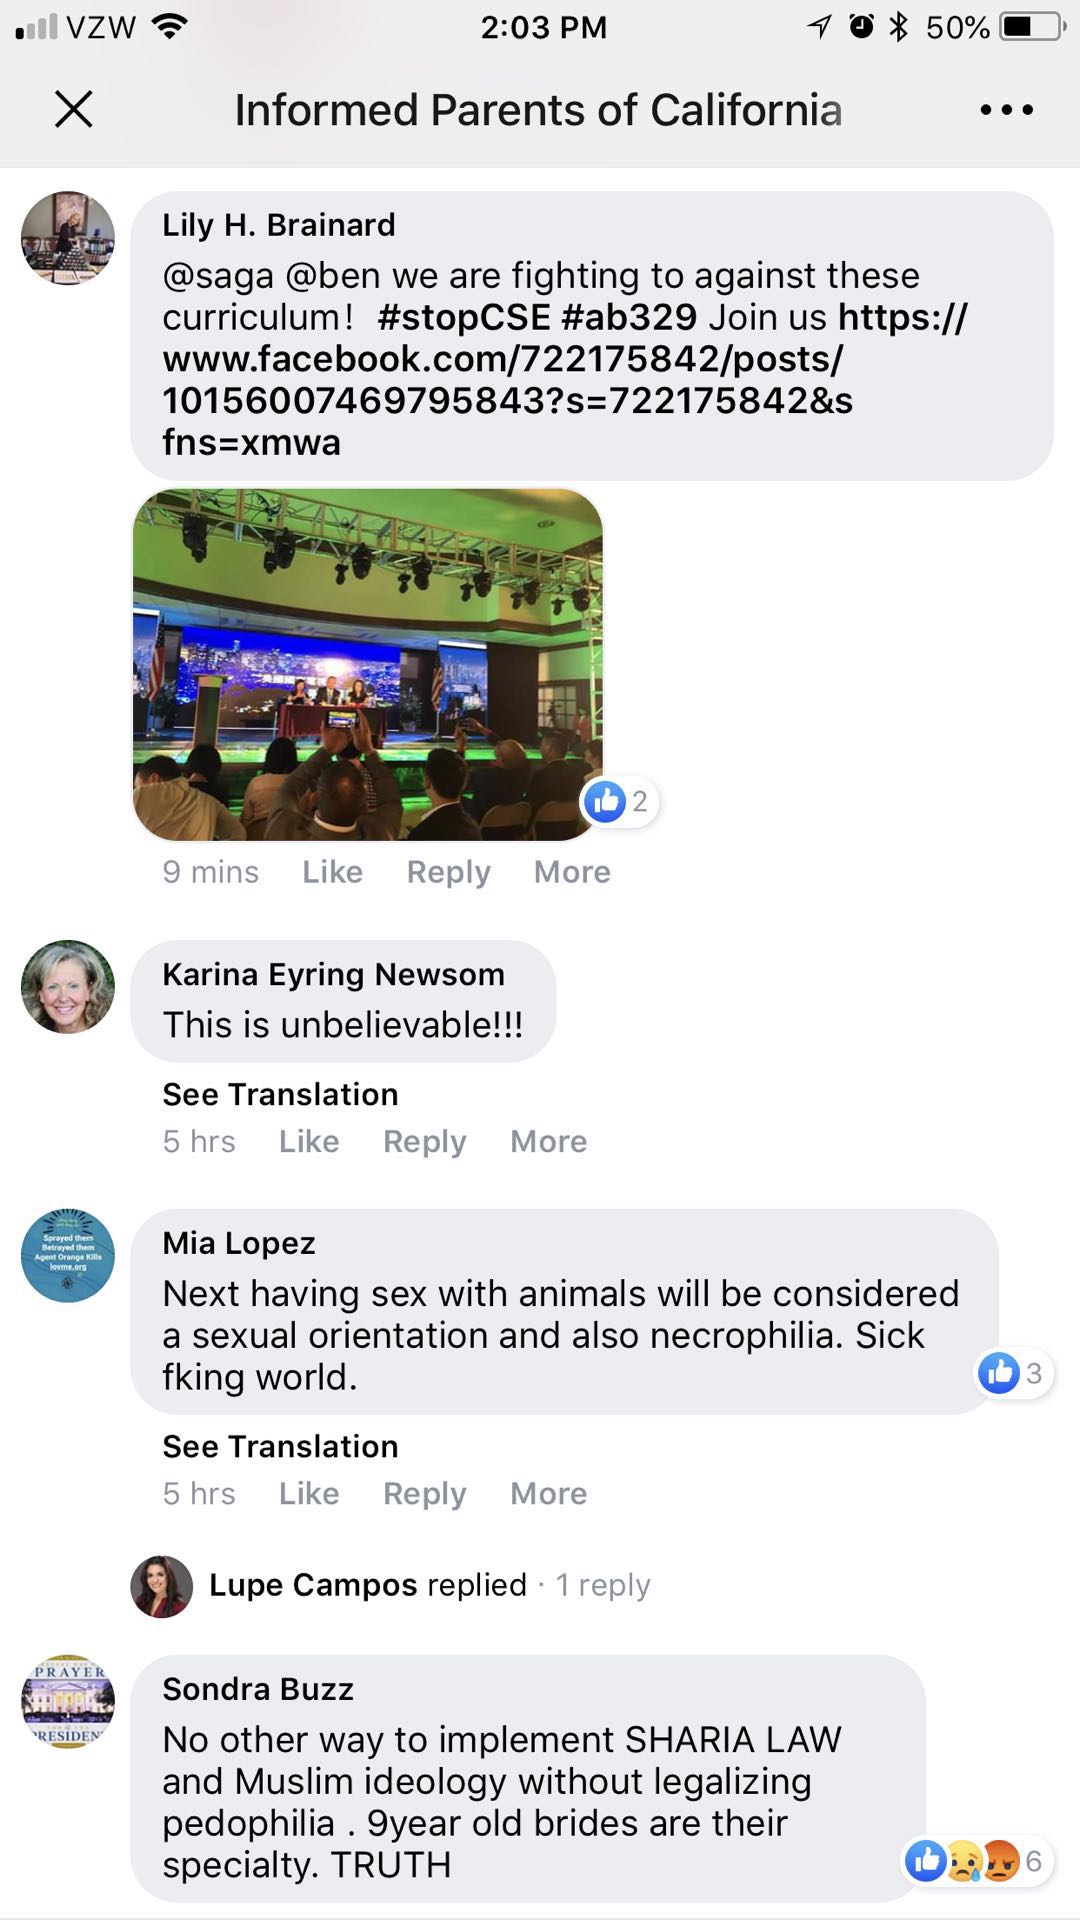 VZW 2:03 PM 50%
Informed Parents of California
Lily H. Brainard
@saga @ben we are fighting to against these
curriculum! #stopCSE #ab329 Join us https://
www.facebook.com/722175842/posts/
10156007469795843?s=722175842&s
fns=xmwa
2
9 mins Like Reply More
Karina Eyring Newsom
This is unbelievable!!!
See Translation
5 hrs Like Reply More
Sprayed them
Betrayed them
Agent Orange Kills
lovme.org
Mia Lopez
Next having sex with animals will be considered
a sexual orientation and also necrophilia. Sick
fking world.
3
See Translation
5 hrs Like Reply More
Lupe Campos replied · 1 reply
PRAYER
PRESIDEN
Sondra Buzz
No other way to implement SHARIA LAW
and Muslim ideology without legalizing
pedophilia . 9year old brides are their
specialty. TRUTH
6